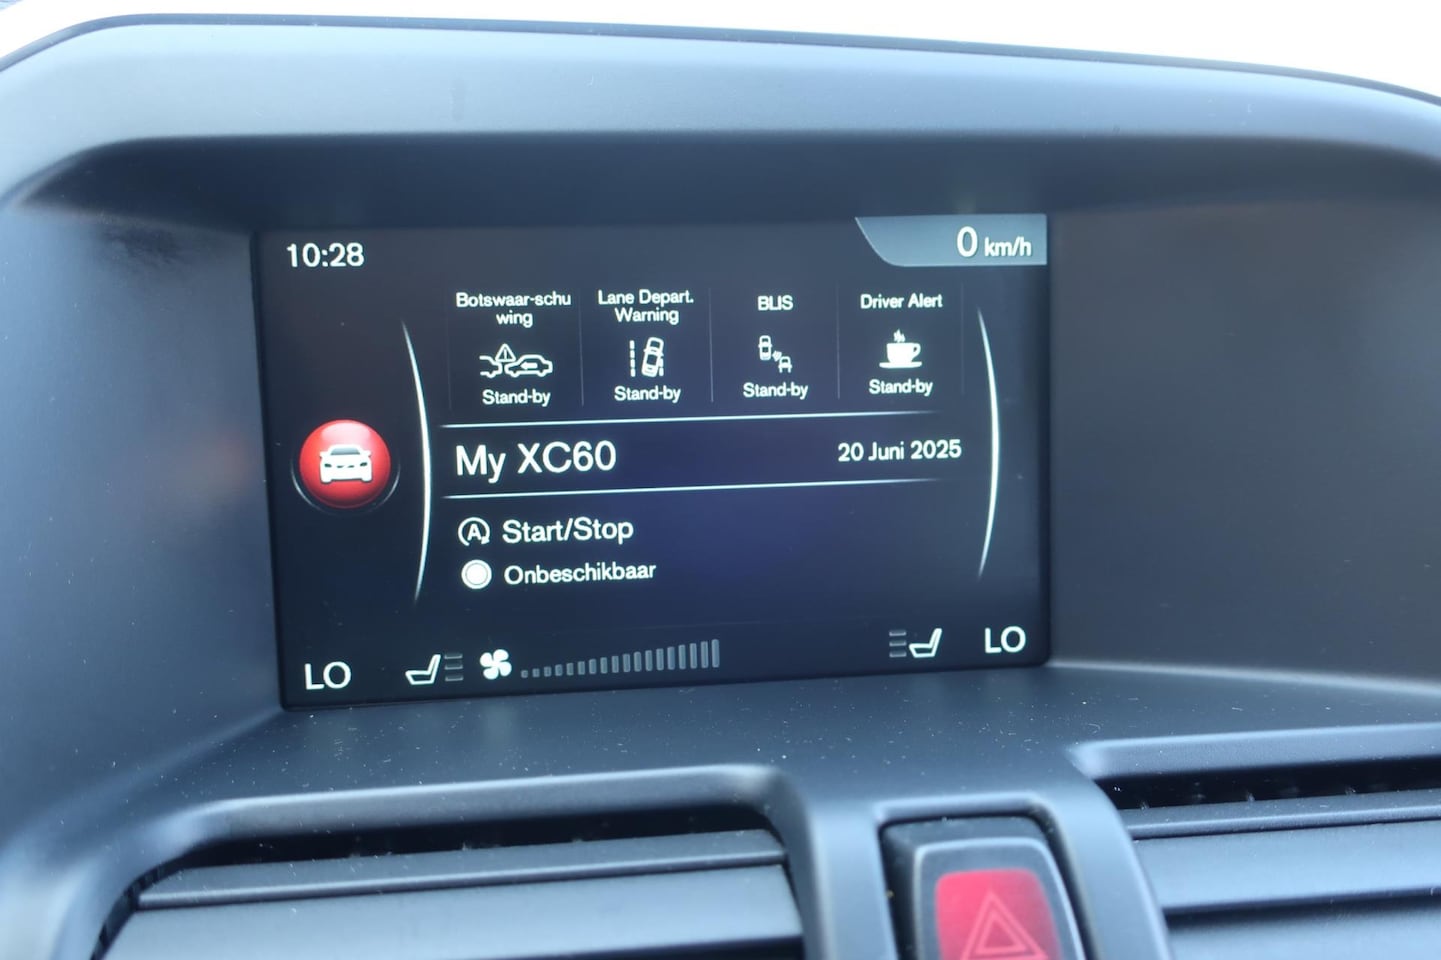 10:28
0 km/h
Botswaar-schu
wing
Lane Depart.
Warning
BLIS
Driver Alert
Stand-by
Stand-by
Stand-by
Stand-by
My XC60
20 Juni 2025
A Start/Stop
Onbeschikbaar
LO
LO